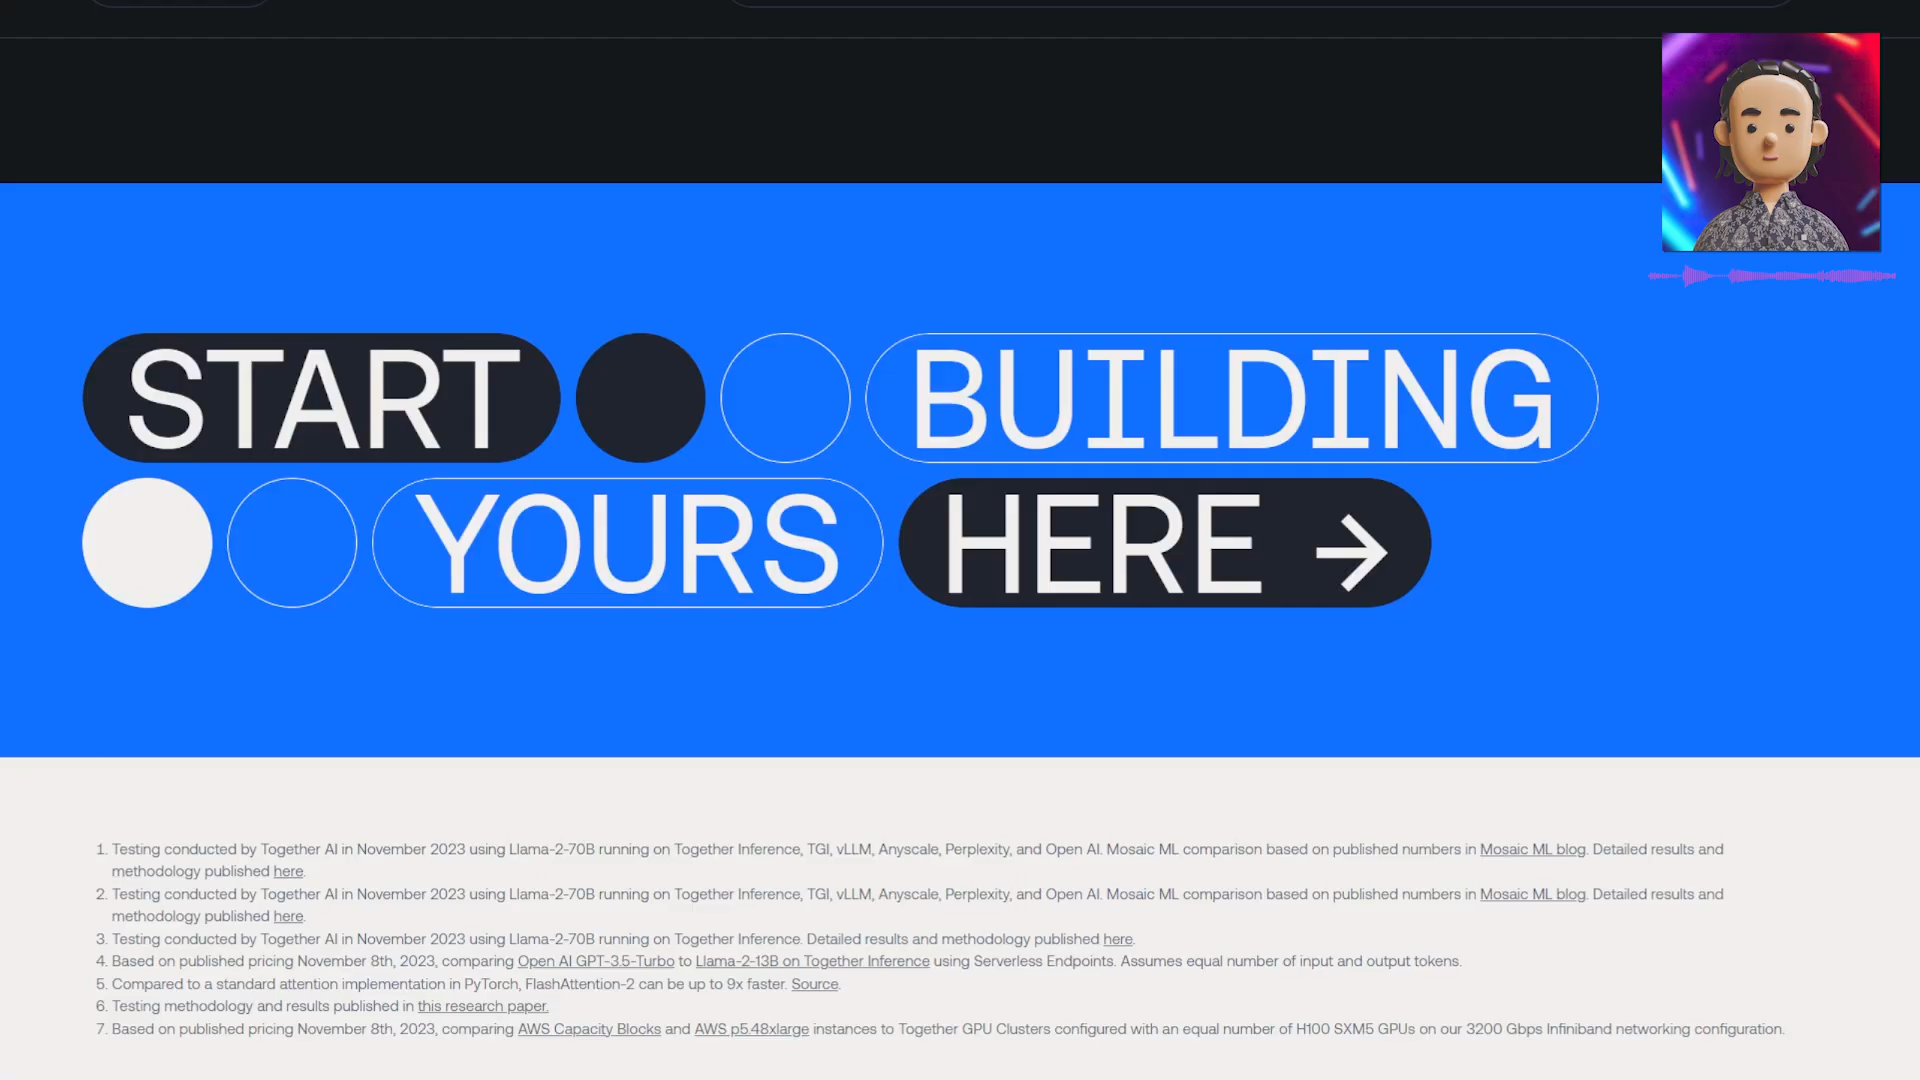 START BUILDING
YOURS HERE →
1. Testing conducted by Together AI in November 2023 using Llama-2-70B running on Together Inference, TGI, vLLM, Anyscale, Perplexity, and Open AI. Mosaic ML comparison based on published numbers in Mosaic ML blog. Detailed results and
methodology published here.
2. Testing conducted by Together AI in November 2023 using Llama-2-70B running on Together Inference, TGI, vLLM, Anyscale, Perplexity, and Open AI. Mosaic ML comparison based on published numbers in Mosaic ML blog. Detailed results and
methodology published here.
3. Testing conducted by Together AI in November 2023 using Llama-2-70B running on Together Inference. Detailed results and methodology published here.
4. Based on published pricing November 8th, 2023, comparing Open AI GPT-3.5-Turbo to Llama-2-13B on Together Inference using Serverless Endpoints. Assumes equal number of input and output tokens.
5. Compared to a standard attention implementation in PyTorch, FlashAttention-2 can be up to 9x faster. Source.
6. Testing methodology and results published in this research paper.
7. Based on published pricing November 8th, 2023, comparing AWS Capacity Blocks and AWS p5.48xlarge instances to Together GPU Clusters configured with an equal number of H100 SXM5 GPUs on our 3200 Gbps Infiniband networking configuration.